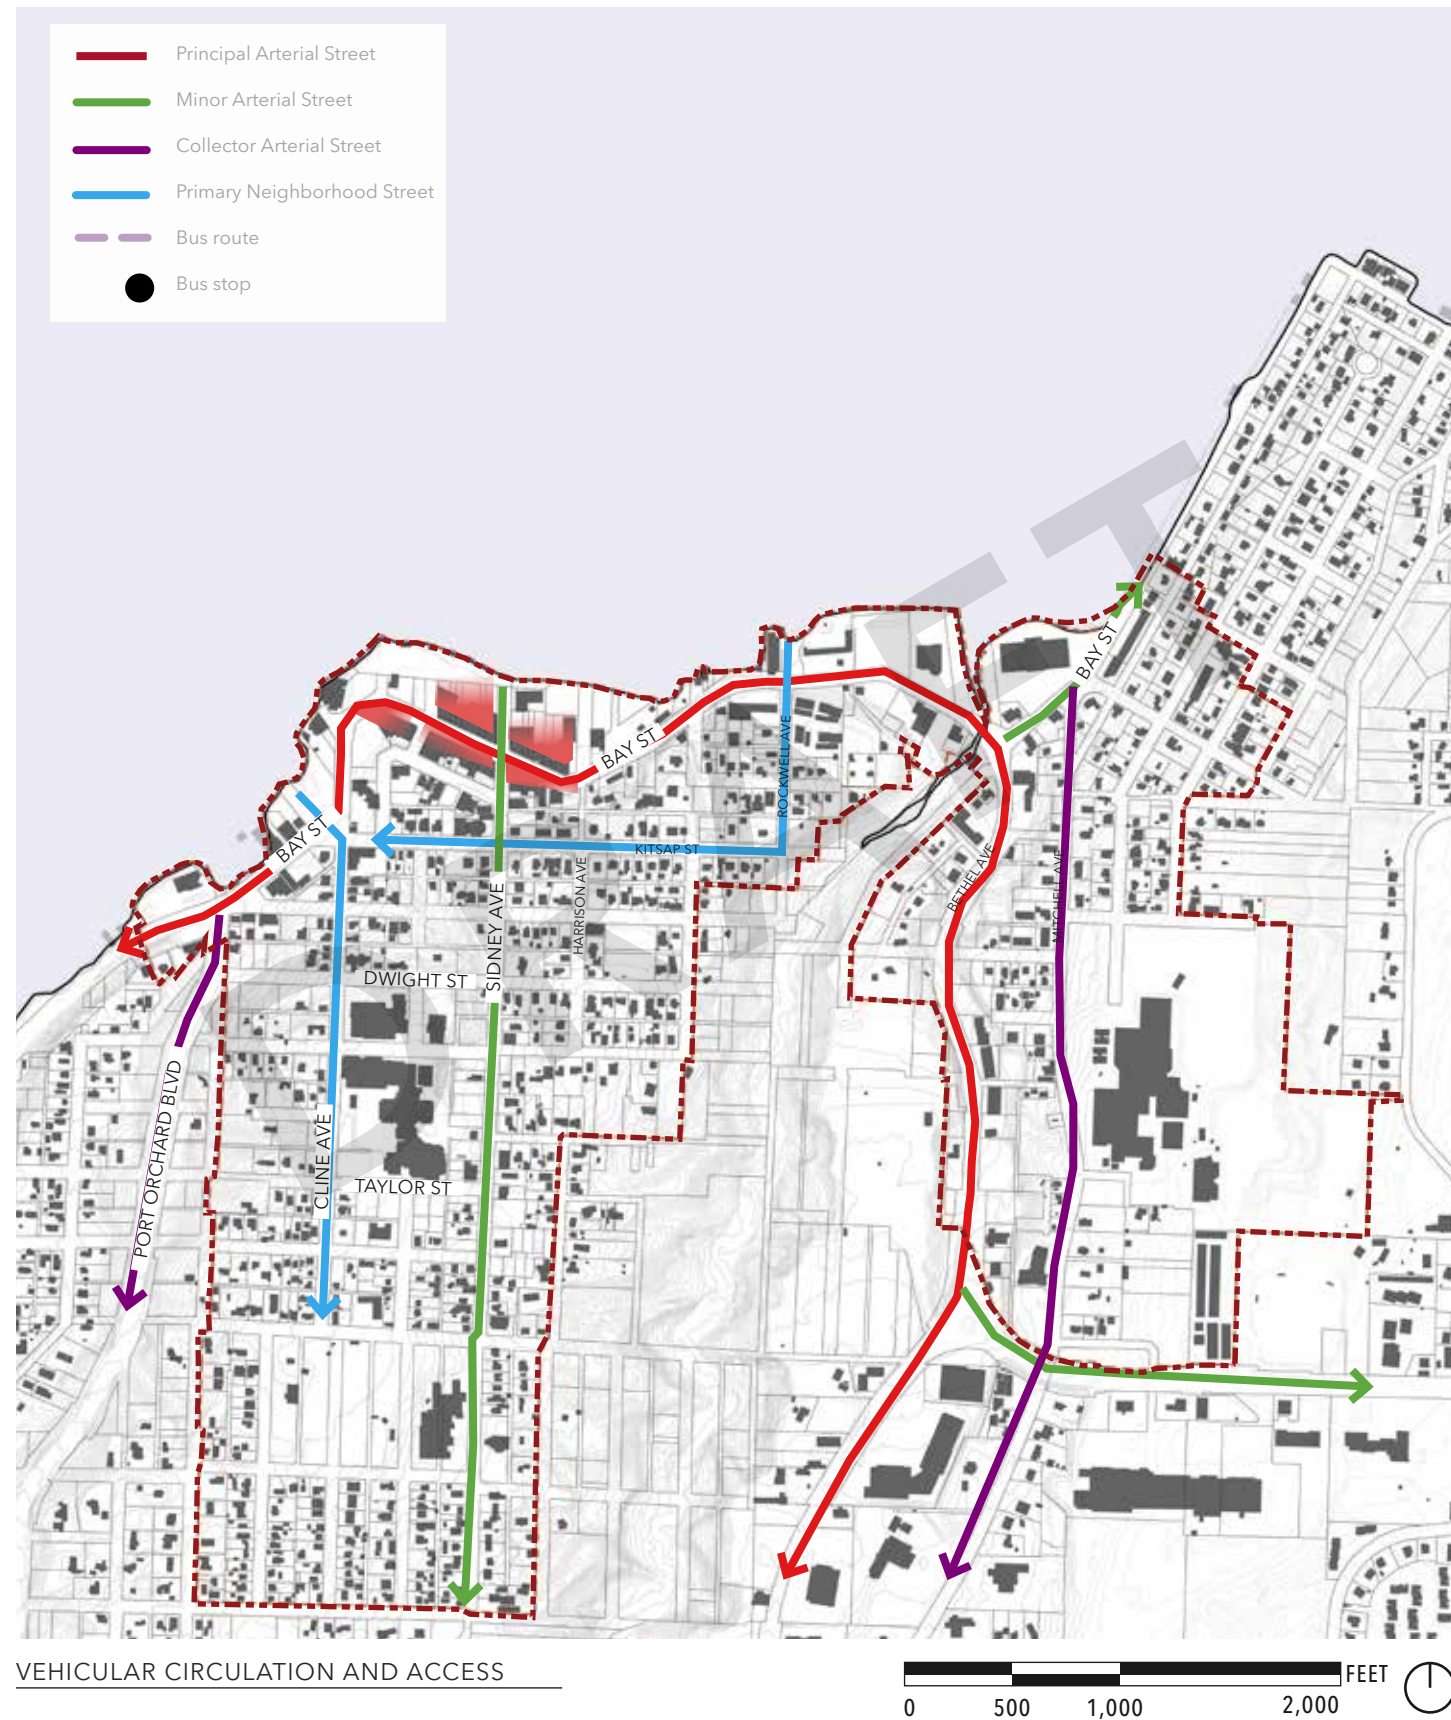 Principal Arterial Street
Minor Arterial Street
Collector Arterial Street
Primary Neighborhood Street
Bus route
Bus stop
DRAFT
BAY ST
BAY ST
ROCKWELL AVE
BAY ST
KITSAP ST
HARRISON AVE
SIDNEY AVE
BETHEL AVE
MITCHELL AVE
DWIGHT ST
PORT ORCHARD BLVD
CLINE AVE
TAYLOR ST
VEHICULAR CIRCULATION AND ACCESS
FEET
0 500 1,000 2,000